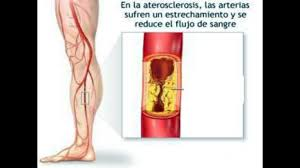 En la aterosclerosis, las arterias
sufren un estrechamiento y se
reduce el flujo de sangre